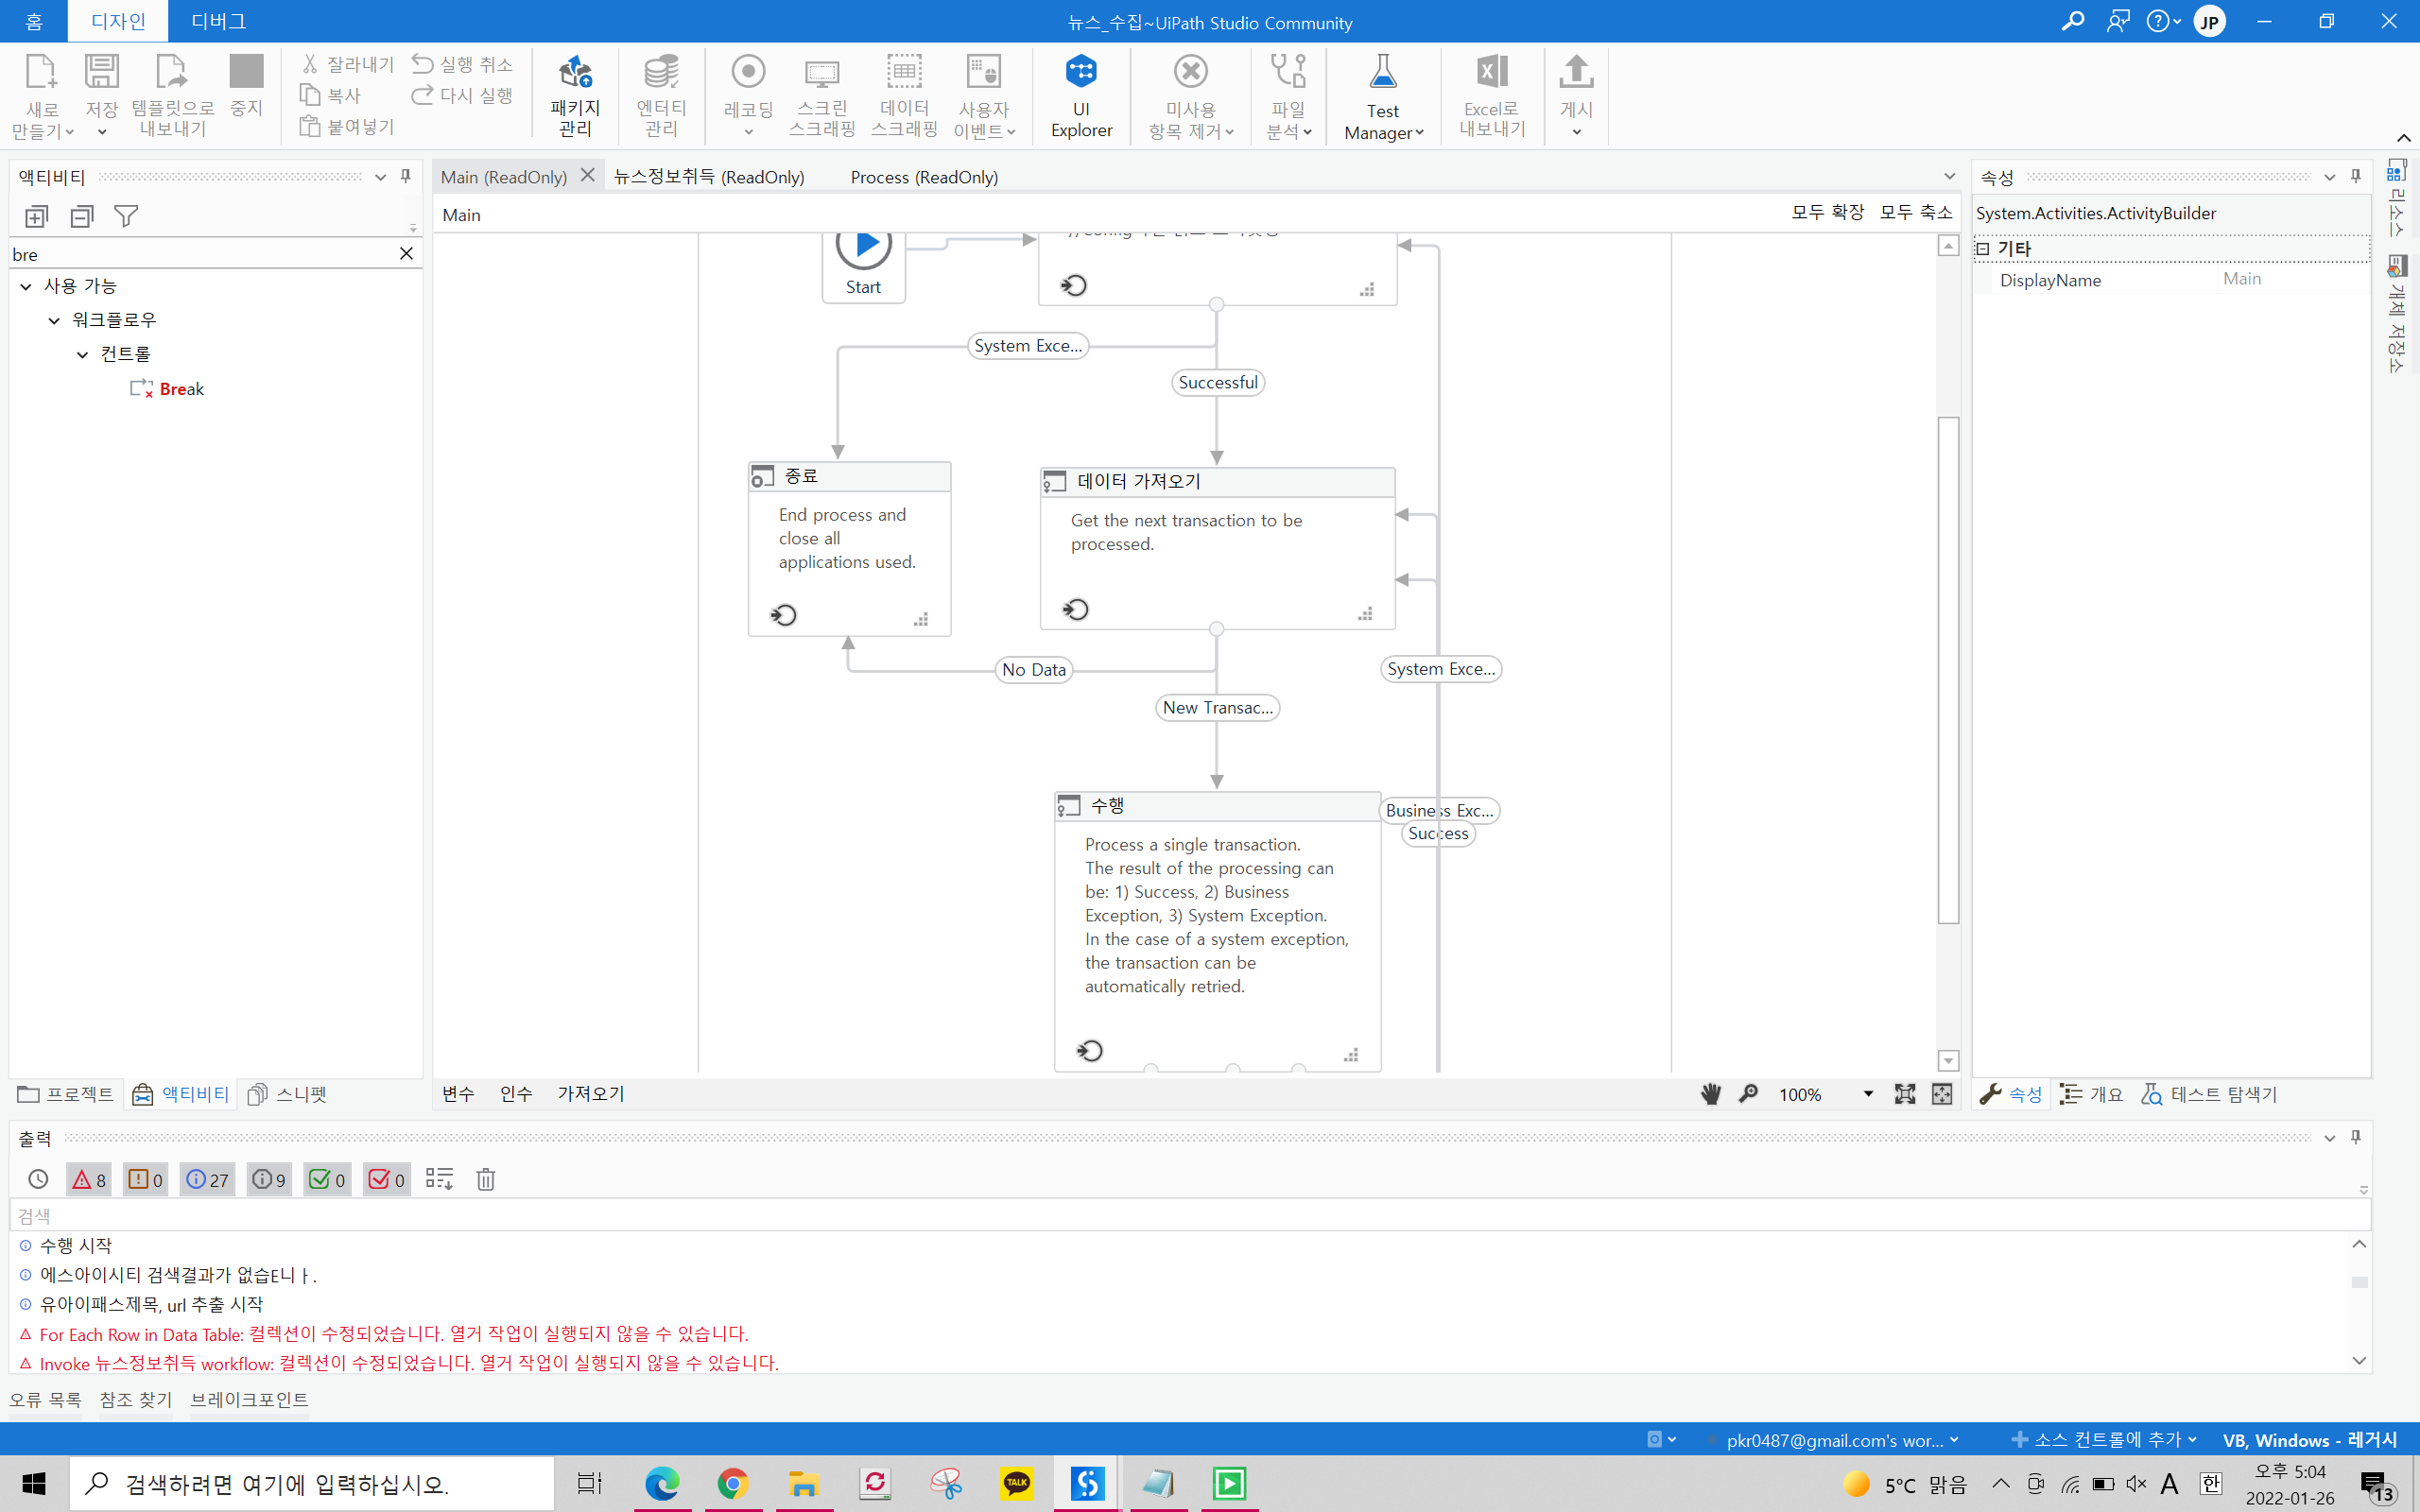 홈 디자인 디버그
뉴스_수집~UiPath Studio Community
JP
새로 만들기
저장
템플릿으로 내보내기
중지
잘라내기
복사
붙여넣기
실행 취소
다시 실행
패키지 관리
엔터티 관리
레코딩
스크린 스크래핑
데이터 스크래핑
사용자 이벤트
UI Explorer
미사용 항목 제거
파일 분석
Test Manager
Excel로 내보내기
게시
액티비티
bre
사용 가능
워크플로우
컨트롤
Break
프로젝트 액티비티 스니펫
Main (ReadOnly) 뉴스정보취득 (ReadOnly) Process (ReadOnly)
Main
모두 확장 모두 축소
Start
System Exce...
Successful
종료
End process and
close all
applications used.
데이터 가져오기
Get the next transaction to be
processed.
No Data
System Exce...
New Transac...
수행
Business Exc...
Success
Process a single transaction.
The result of the processing can
be: 1) Success, 2) Business
Exception, 3) System Exception.
In the case of a system exception,
the transaction can be
automatically retried.
변수 인수 가져오기
100%
속성
System.Activities.ActivityBuilder
기타
DisplayName Main
속성 개요 테스트 탐색기
리소스
개체 저장소
출력
8 0 27 9 0 0
검색
수행 시작
에스아이시티 검색결과가 없습E니ㅏ.
유아이패스제목, url 추출 시작
For Each Row in Data Table: 컬렉션이 수정되었습니다. 열거 작업이 실행되지 않을 수 있습니다.
Invoke 뉴스정보취득 workflow: 컬렉션이 수정되었습니다. 열거 작업이 실행되지 않을 수 있습니다.
오류 목록 참조 찾기 브레이크포인트
pkr0487@gmail.com's wor... 소스 컨트롤에 추가 VB, Windows - 레거시
검색하려면 여기에 입력하십시오.
TALK
5°C 맑음
A 한
오후 5:04
2022-01-26
13